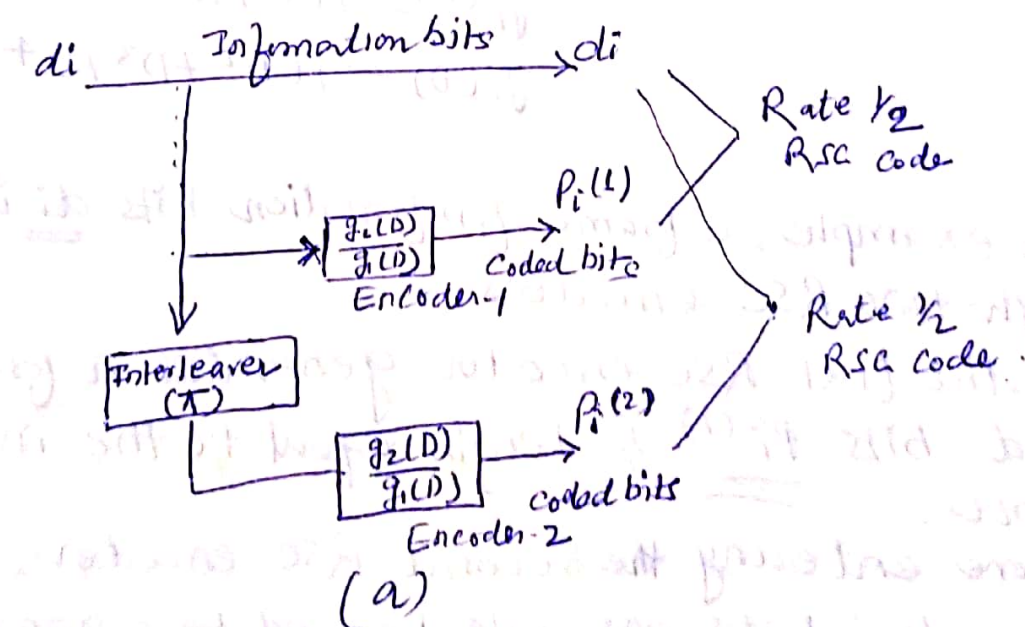 di Information bits di
Rate 1/2
RSC code
Pi(1)
g2(D)
g1(D)
Coded bits
Encoder-1
Rate 1/2
RSC code.
Interleaver
(π)
Pi(2)
g2(D)
g1(D)
coded bits
Encoder-2
(a)